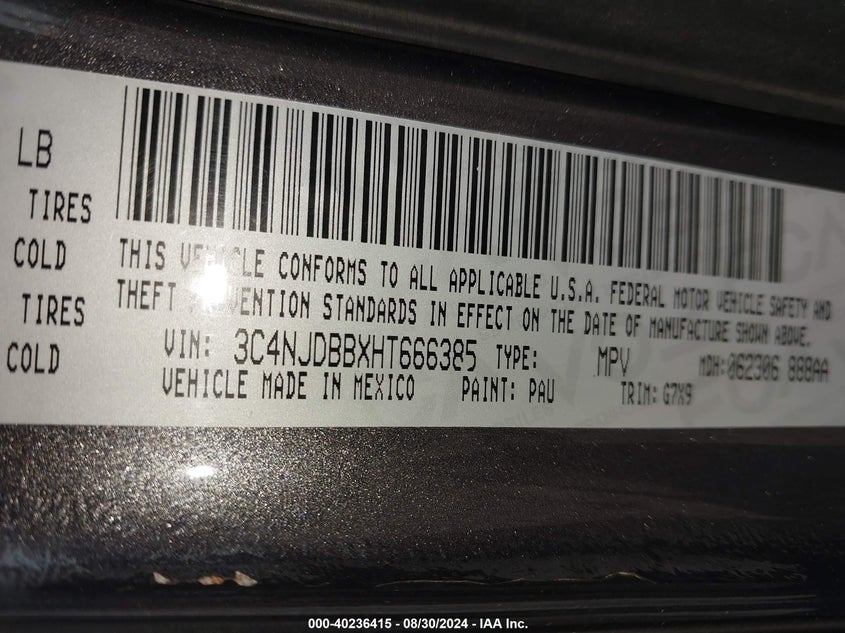 LB
TIRES
COLD
TIRES
COLD
THIS VEHICLE CONFORMS TO ALL APPLICABLE U.S.A. FEDERAL MOTOR VEHICLE SAFETY AND
THEFT PREVENTION STANDARDS IN EFFECT ON THE DATE OF MANUFACTURE SHOWN ABOVE.
VIN: 3C4NJDBBXHT666385 TYPE: MPV MDH: 062306 888AA
VEHICLE MADE IN MEXICO PAINT: PAU TRIM: G7X9
000-40236415 - 08/30/2024 - IAA Inc.